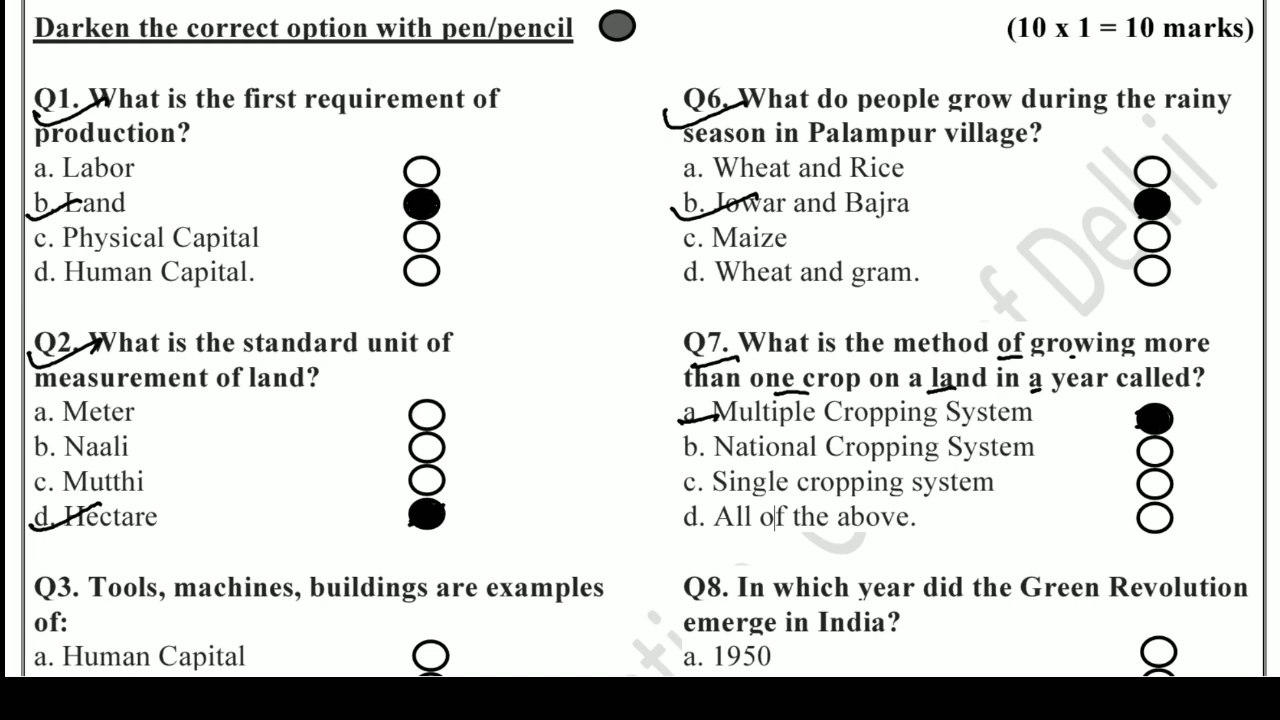 Darken the correct option with pen/pencil
(10 x 1 = 10 marks)
Q1. What is the first requirement of
production?
a. Labor
b. Land
c. Physical Capital
d. Human Capital.
Q2. What is the standard unit of
measurement of land?
a. Meter
b. Naali
c. Mutthi
d. Hectare
Q3. Tools, machines, buildings are examples
of:
a. Human Capital
Q6. What do people grow during the rainy
season in Palampur village?
a. Wheat and Rice
b. Jowar and Bajra
c. Maize
d. Wheat and gram.
Q7. What is the method of growing more
than one crop on a land in a year called?
a. Multiple Cropping System
b. National Cropping System
c. Single cropping system
d. All of the above.
Q8. In which year did the Green Revolution
emerge in India?
a. 1950
of Delhi